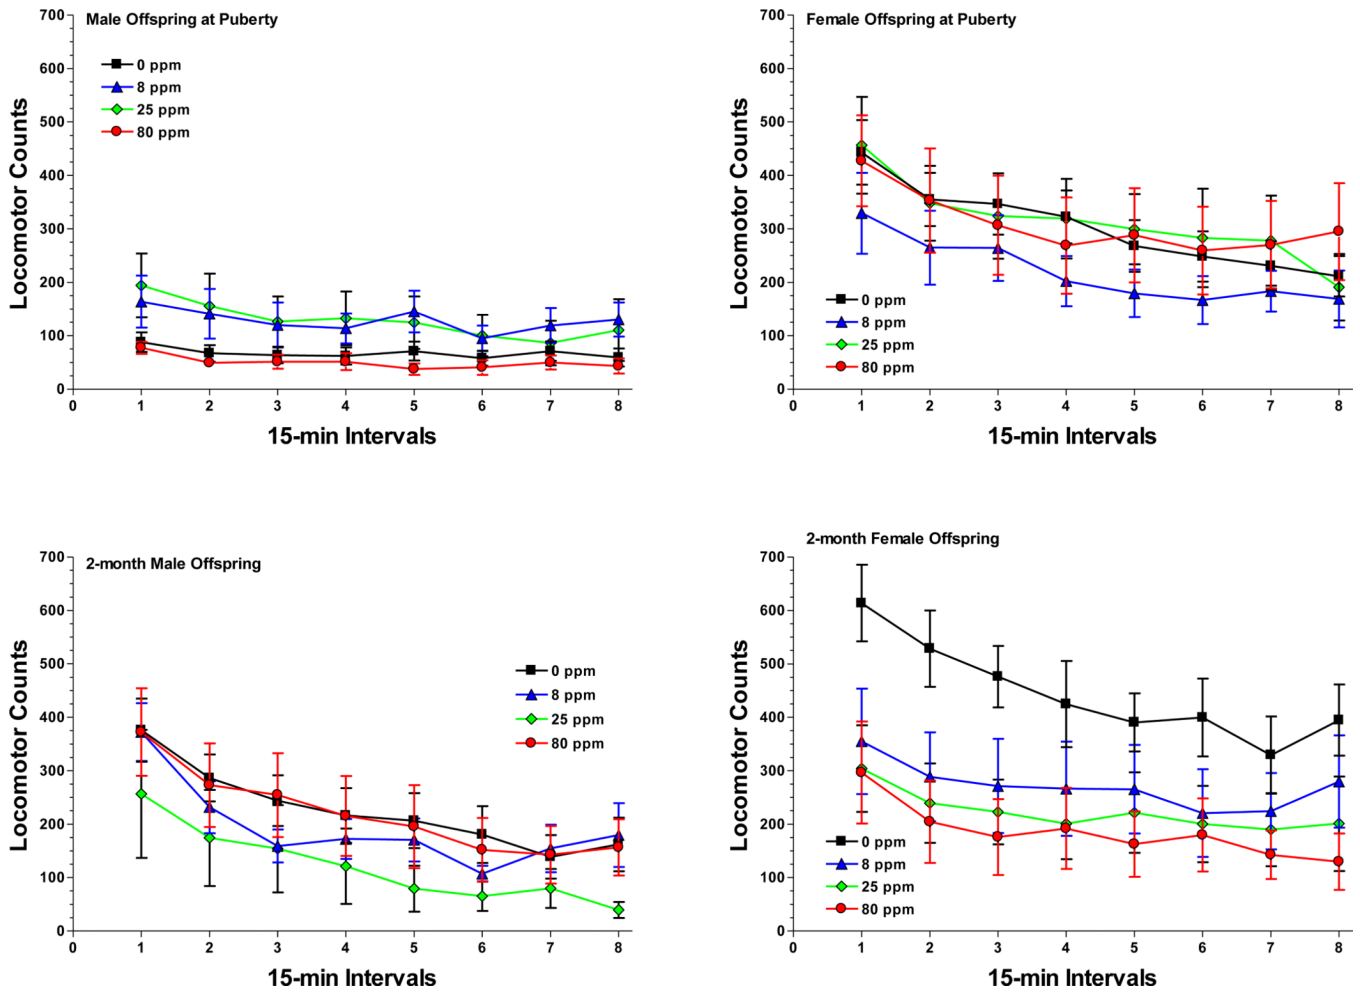 Male Offspring at Puberty
Locomotor Counts
700
600
500
400
300
200
100
0
0 ppm
8 ppm
25 ppm
80 ppm
0 1 2 3 4 5 6 7 8
15-min Intervals
Female Offspring at Puberty
Locomotor Counts
700
600
500
400
300
200
100
0
0 ppm
8 ppm
25 ppm
80 ppm
0 1 2 3 4 5 6 7 8
15-min Intervals
2-month Male Offspring
Locomotor Counts
700
600
500
400
300
200
100
0
0 ppm
8 ppm
25 ppm
80 ppm
0 1 2 3 4 5 6 7 8
15-min Intervals
2-month Female Offspring
Locomotor Counts
700
600
500
400
300
200
100
0
0 ppm
8 ppm
25 ppm
80 ppm
0 1 2 3 4 5 6 7 8
15-min Intervals